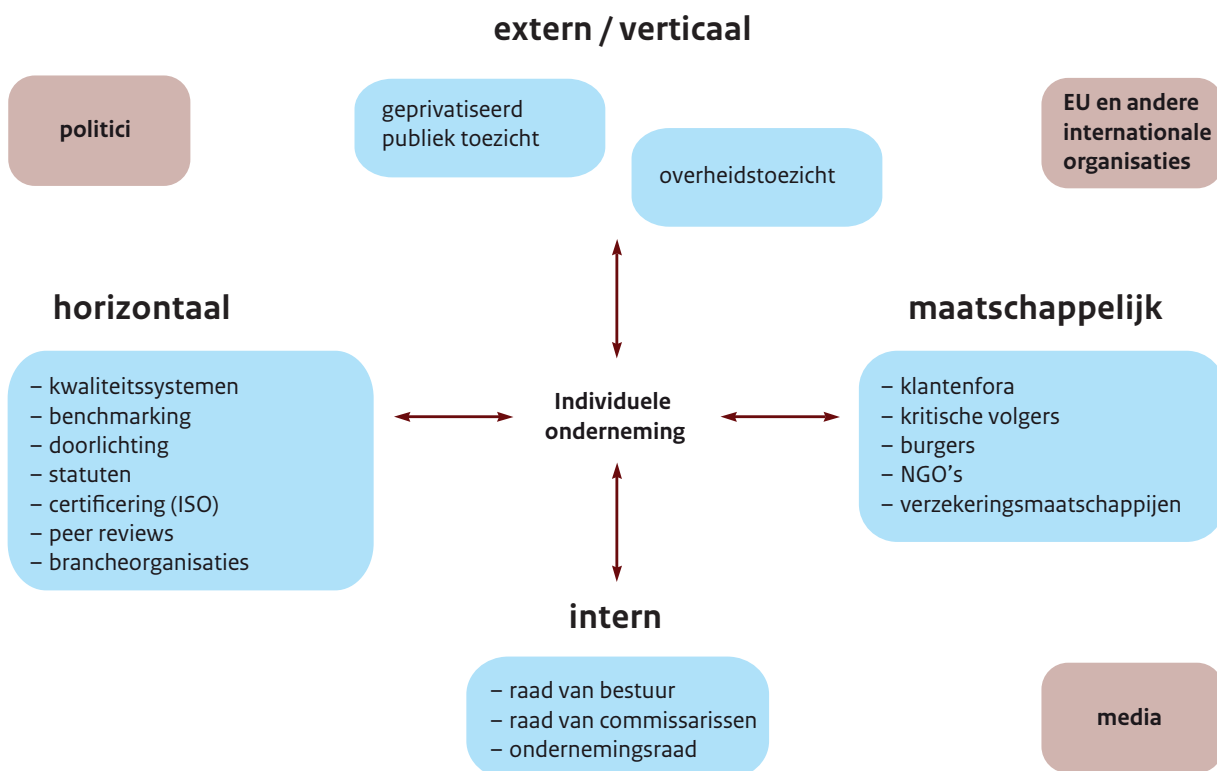 extern / verticaal
politici
geprivatiseerd
publiek toezicht
overheidstoezicht
EU en andere
internationale
organisaties
horizontaal
– kwaliteitssystemen
– benchmarking
– doorlichting
– statuten
– certificering (ISO)
– peer reviews
– brancheorganisaties
Individuele
onderneming
maatschappelijk
– klantenfora
– kritische volgers
– burgers
– NGO’s
– verzekeringsmaatschappijen
intern
– raad van bestuur
– raad van commissarissen
– ondernemingsraad
media